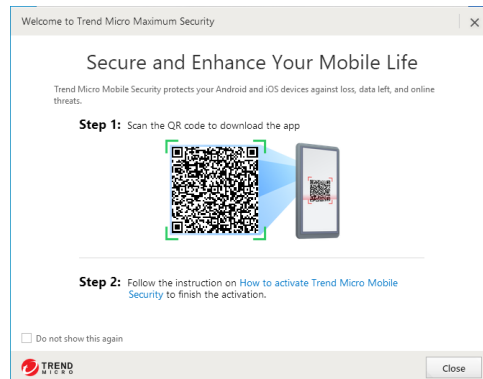 Welcome to Trend Micro Maximum Security
Secure and Enhance Your Mobile Life
Trend Micro Mobile Security protects your Android and iOS devices against loss, data left, and online
threats.
Step 1: Scan the QR code to download the app
Step 2: Follow the instruction on How to activate Trend Micro Mobile
Security to finish the activation.
Do not show this again
TREND
MICRO
Close